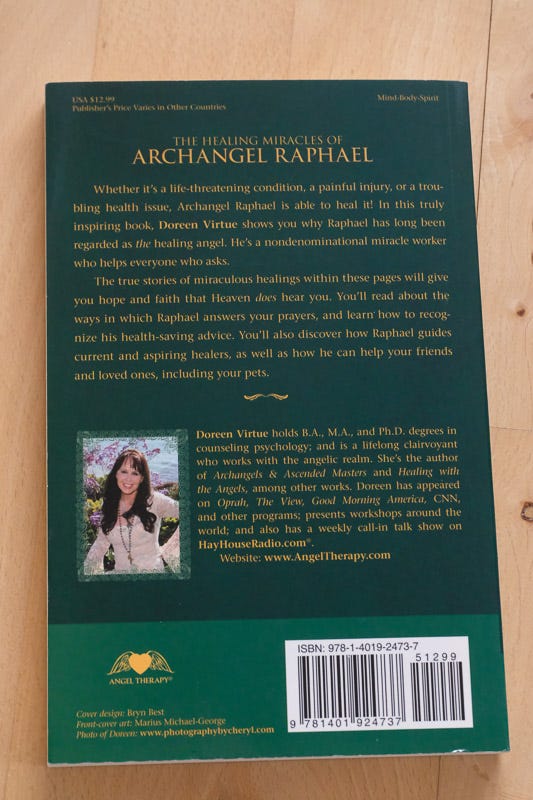 USA $12.99
Publisher's Price Varies in Other Countries
Mind-Body-Spirit
THE HEALING MIRACLES OF
ARCHANGEL RAPHAEL
Whether it's a life-threatening condition, a painful injury, or a trou-
bling health issue, Archangel Raphael is able to heal it! In this truly
inspiring book, Doreen Virtue shows you why Raphael has long been
regarded as the healing angel. He's a nondenominational miracle worker
who helps everyone who asks.
The true stories of miraculous healings within these pages will give
you hope and faith that Heaven does hear you. You'll read about the
ways in which Raphael answers your prayers, and learn how to recog-
nize his health-saving advice. You'll also discover how Raphael guides
current and aspiring healers, as well as how he can help your friends
and loved ones, including your pets.
Doreen Virtue holds B.A., M.A., and Ph.D. degrees in
counseling psychology; and is a lifelong clairvoyant
who works with the angelic realm. She's the author
of Archangels & Ascended Masters and Healing with
the Angels, among other works. Doreen has appeared
on Oprah, The View, Good Morning America, CNN,
and other programs; presents workshops around the
world; and also has a weekly call-in talk show on
HayHouseRadio.com®.
Website: www.AngelTherapy.com
ANGEL THERAPY®
Cover design: Bryn Best
Front-cover art: Marius Michael-George
Photo of Doreen: www.photographybycheryl.com
ISBN: 978-1-4019-2473-7
51299
9 781401 924737